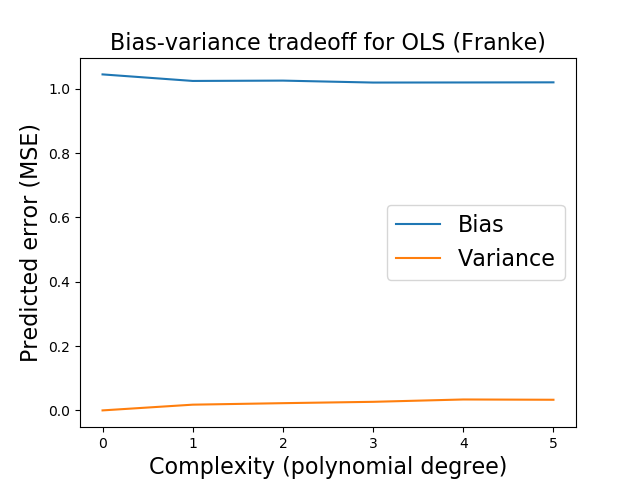 Bias-variance tradeoff for OLS (Franke)
Predicted error (MSE)
1.0
0.8
0.6
0.4
0.2
0.0
Bias
Variance
0 1 2 3 4 5
Complexity (polynomial degree)